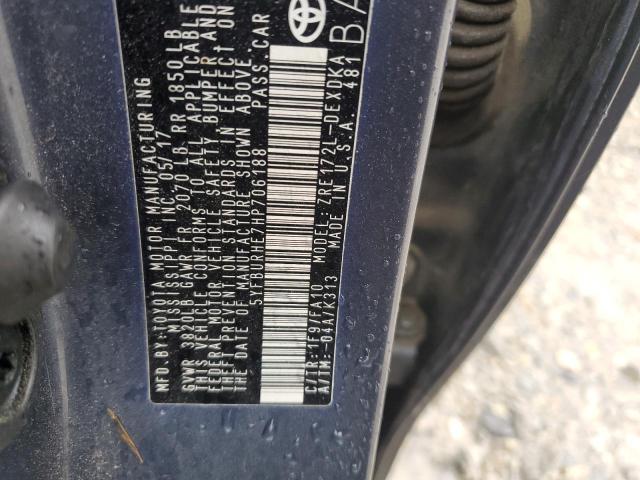 MFD BY: TOYOTA MOTOR MANUFACTURING
MISSISSIPPI, INC. 05/17
GVWR 3820LB GAWR FR 2070 LB RR 1850LB
THIS VEHICLE CONFORMS TO ALL APPLICABLE
FEDERAL MOTOR VEHICLE SAFETY, BUMPER, AND
THEFT PREVENTION STANDARDS IN EFFECT ON
THE DATE OF MANUFACTURE SHOWN ABOVE.
5YFBURHE7HP706188 PASS.CAR
C/TR: 1F9/FA10 MODEL: ZRE172L-DEXDKA
A/TM: -04A/K313 MADE IN U.S.A. 481
BA